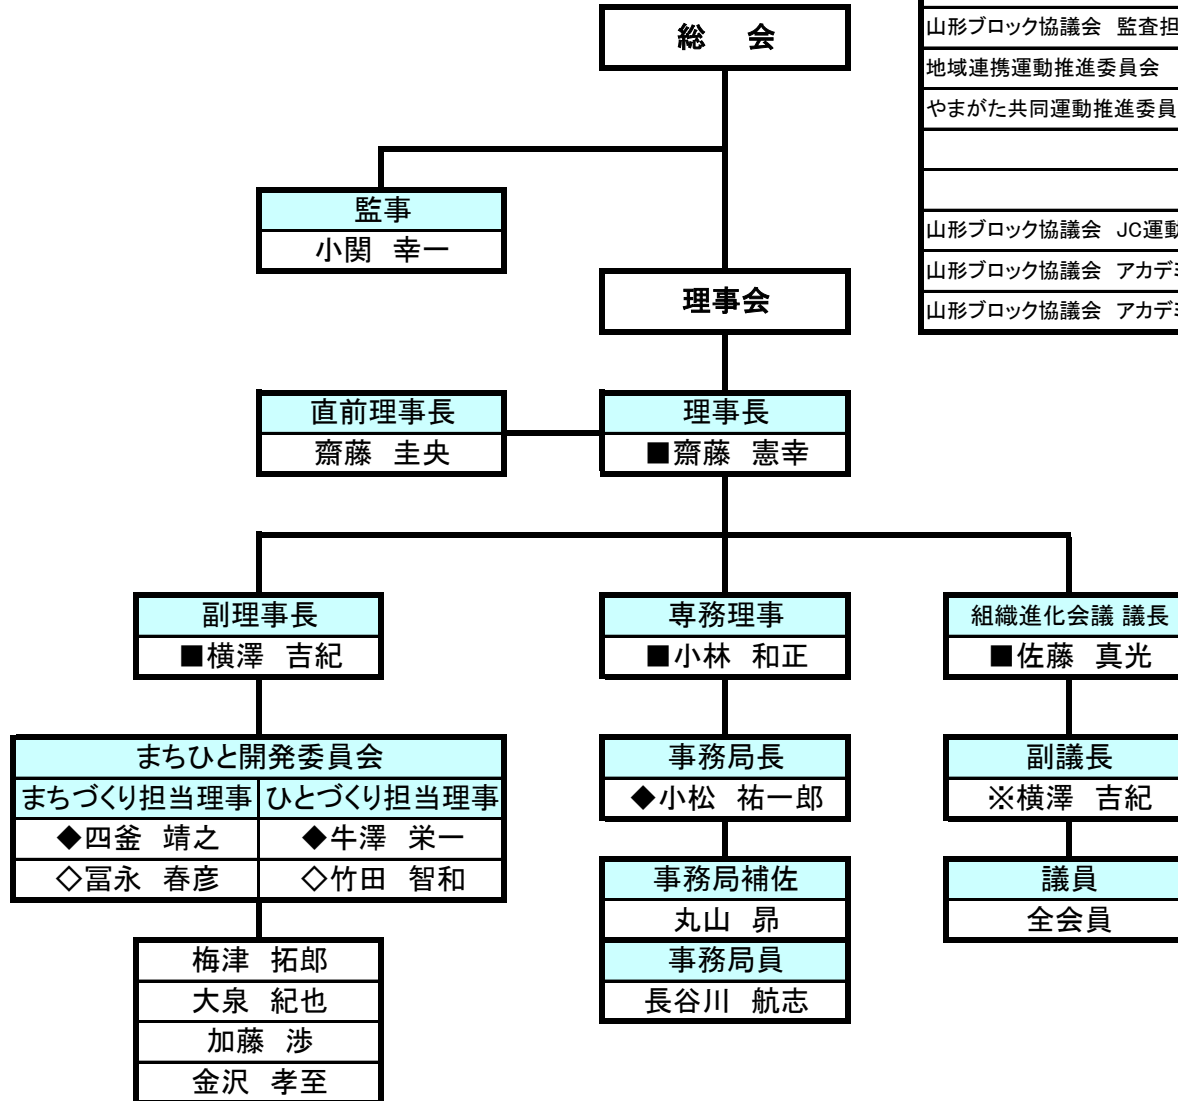 総　会
山形ブロック協議会　監査担
地域連携運動推進委員会
やまがた共同運動推進委員
山形ブロック協議会　JC運動
山形ブロック協議会　アカデミ
山形ブロック協議会　アカデミ
監事
小関　幸一
理事会
直前理事長
齋藤　圭央
理事長
■齋藤　憲幸
副理事長
■横澤　吉紀
専務理事
■小林　和正
組織進化会議 議長
■佐藤　真光
まちひと開発委員会
まちづくり担当理事
ひとづくり担当理事
◆四釜　靖之
◆牛澤　栄一
◇冨永　春彦
◇竹田　智和
事務局長
◆小松　祐一郎
副議長
※横澤　吉紀
事務局補佐
丸山　昴
事務局員
長谷川　航志
議員
全会員
梅津　拓郎
大泉　紀也
加藤　渉
金沢　孝至